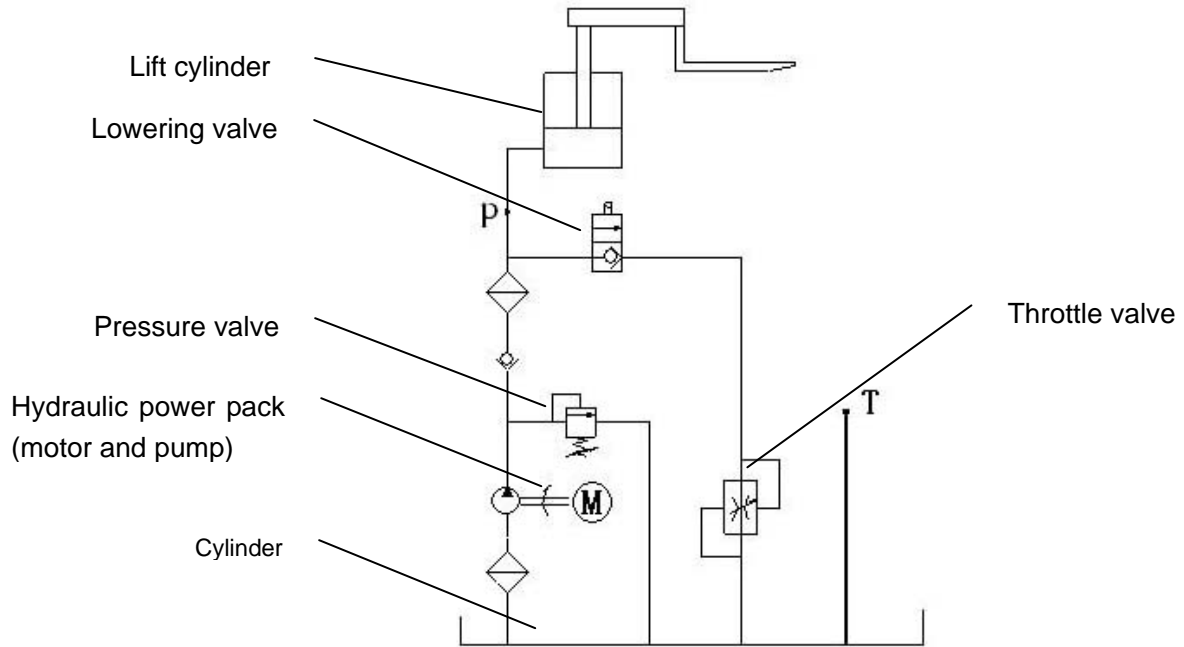 Lift cylinder
Lowering valve
p
Pressure valve
Throttle valve
Hydraulic power pack
(motor and pump)
T
M
Cylinder